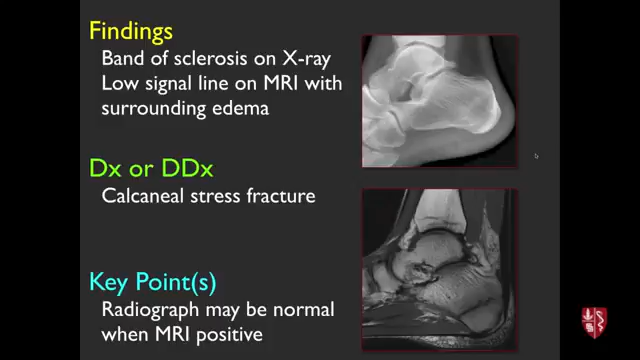 Findings
Band of sclerosis on X-ray
Low signal line on MRI with
surrounding edema
Dx or DDx
Calcaneal stress fracture
Key Point(s)
Radiograph may be normal
when MRI positive